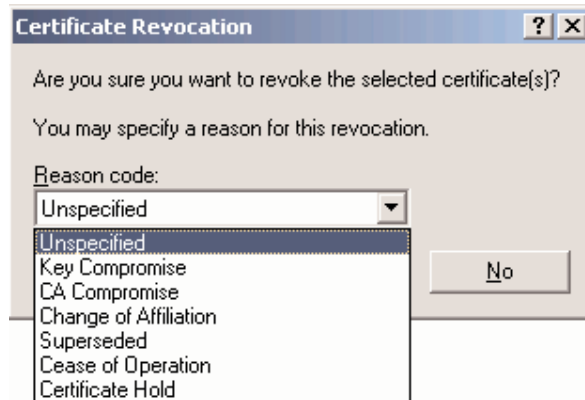 Certificate Revocation
Are you sure you want to revoke the selected certificate(s)?
You may specify a reason for this revocation.
Reason code:
Unspecified
Unspecified
Key Compromise
CA Compromise
Change of Affiliation
Superseded
Cease of Operation
Certificate Hold
No